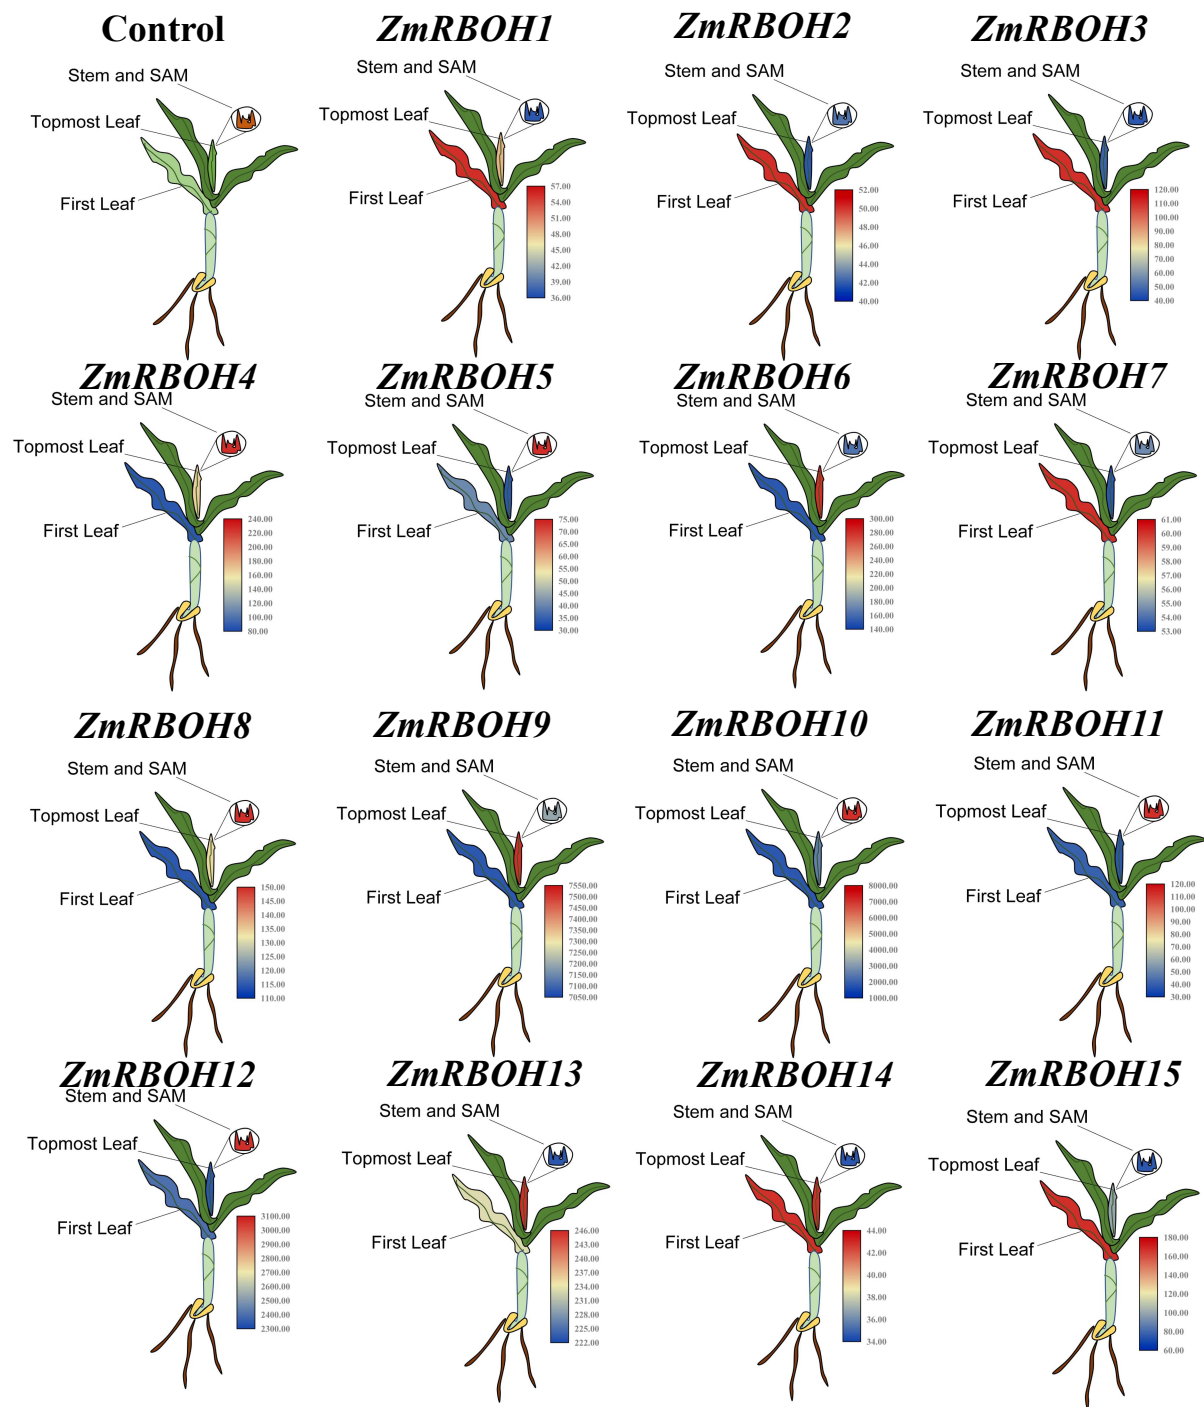 Control
Stem and SAM
Topmost Leaf
First Leaf
ZmRBOH1
Stem and SAM
Topmost Leaf
First Leaf
57.00
54.00
51.00
48.00
45.00
42.00
39.00
36.00
ZmRBOH2
Stem and SAM
Topmost Leaf
First Leaf
52.00
50.00
48.00
46.00
44.00
42.00
40.00
ZmRBOH3
Stem and SAM
Topmost Leaf
First Leaf
120.00
110.00
100.00
90.00
80.00
70.00
60.00
50.00
40.00
ZmRBOH4
Stem and SAM
Topmost Leaf
First Leaf
240.00
220.00
200.00
180.00
160.00
140.00
120.00
100.00
80.00
ZmRBOH5
Stem and SAM
Topmost Leaf
First Leaf
75.00
70.00
65.00
60.00
55.00
50.00
45.00
40.00
35.00
30.00
ZmRBOH6
Stem and SAM
Topmost Leaf
First Leaf
300.00
280.00
260.00
240.00
220.00
200.00
180.00
160.00
140.00
ZmRBOH7
Stem and SAM
Topmost Leaf
First Leaf
61.00
60.00
59.00
58.00
57.00
56.00
55.00
54.00
53.00
ZmRBOH8
Stem and SAM
Topmost Leaf
First Leaf
150.00
145.00
140.00
135.00
130.00
125.00
120.00
115.00
110.00
ZmRBOH9
Stem and SAM
Topmost Leaf
First Leaf
7550.00
7500.00
7450.00
7400.00
7350.00
7300.00
7250.00
7200.00
7150.00
7100.00
7050.00
ZmRBOH10
Stem and SAM
Topmost Leaf
First Leaf
8000.00
7000.00
6000.00
5000.00
4000.00
3000.00
2000.00
1000.00
ZmRBOH11
Stem and SAM
Topmost Leaf
First Leaf
120.00
110.00
100.00
90.00
80.00
70.00
60.00
50.00
40.00
30.00
ZmRBOH12
Stem and SAM
Topmost Leaf
First Leaf
3100.00
3000.00
2900.00
2800.00
2700.00
2600.00
2500.00
2400.00
2300.00
ZmRBOH13
Stem and SAM
Topmost Leaf
First Leaf
246.00
243.00
240.00
237.00
234.00
231.00
228.00
225.00
222.00
ZmRBOH14
Stem and SAM
Topmost Leaf
First Leaf
44.00
42.00
40.00
38.00
36.00
34.00
ZmRBOH15
Stem and SAM
Topmost Leaf
First Leaf
180.00
160.00
140.00
120.00
100.00
80.00
60.00